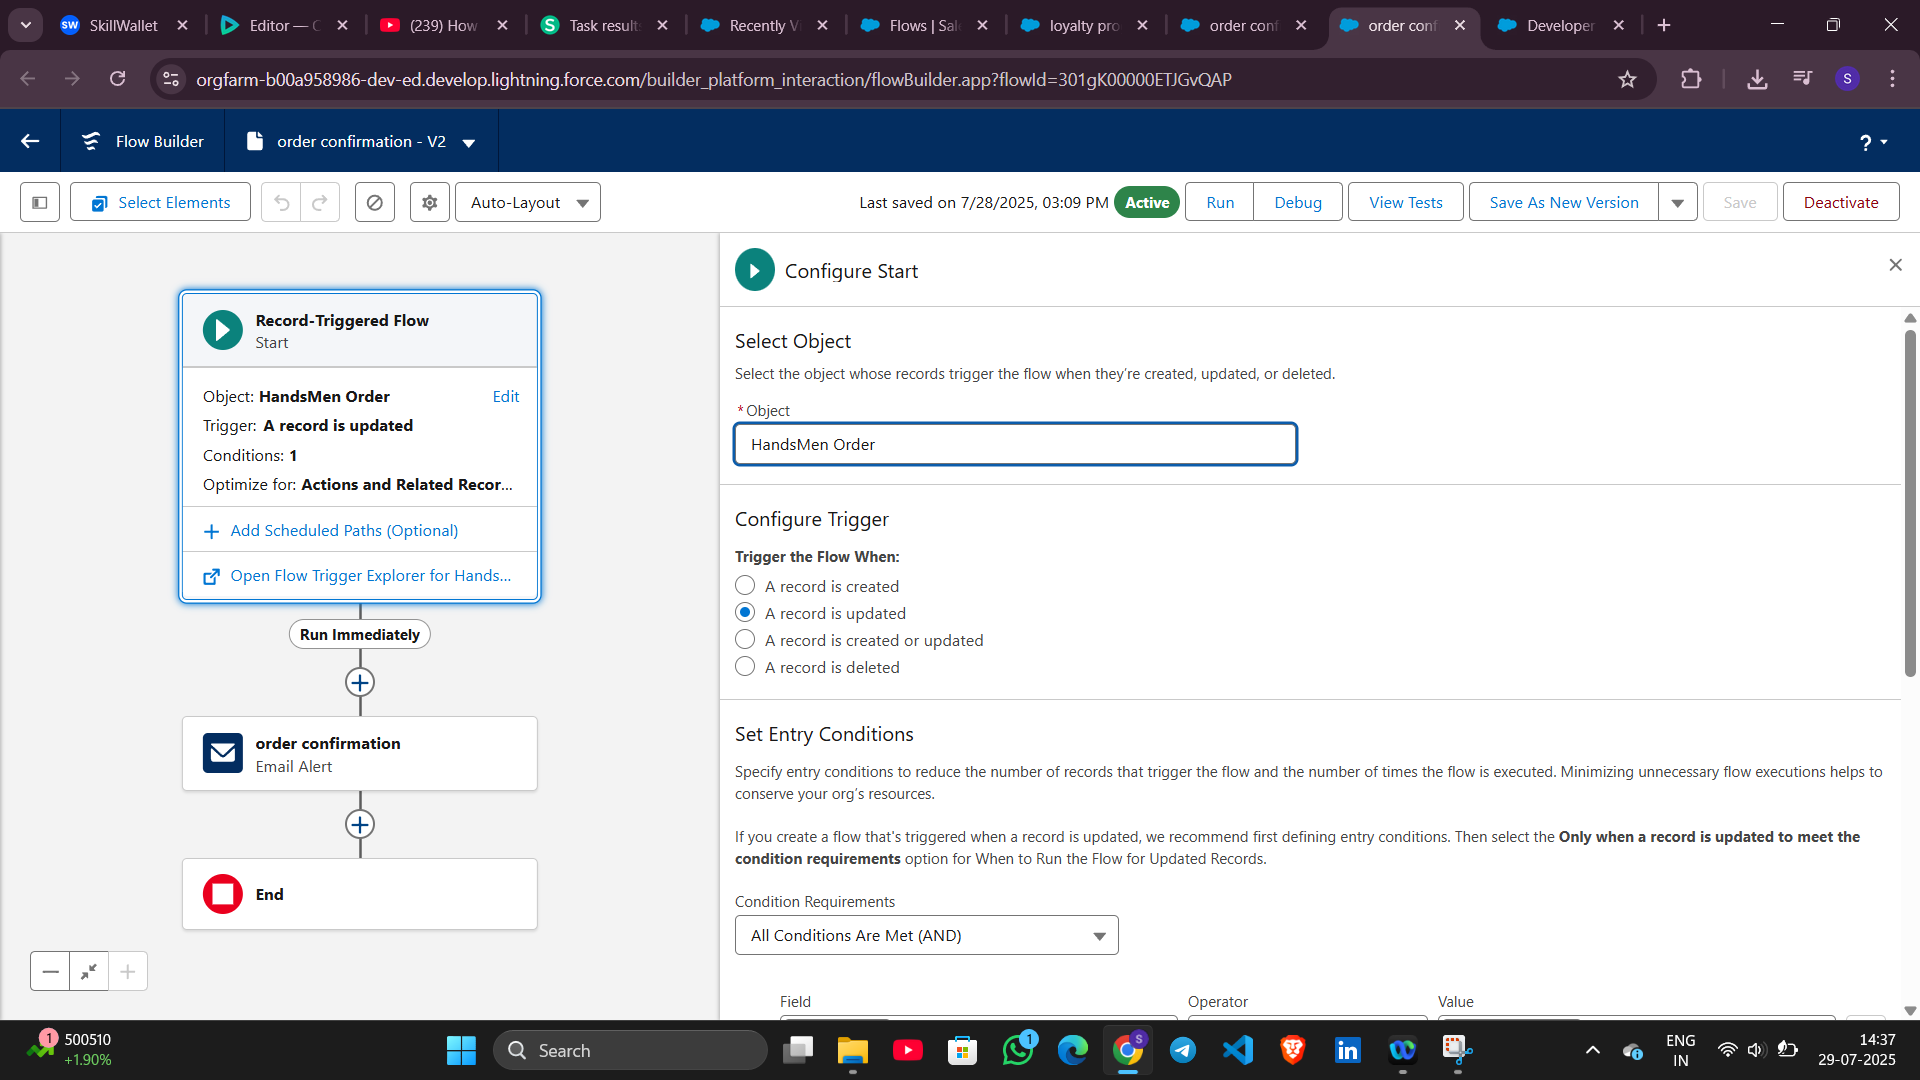 SkillWallet
Editor — C
(239) How
Task result
Recently Vi
Flows | Sale
loyalty pro
order conf
order conf
Developer
orgfarm-b00a958986-dev-ed.develop.lightning.force.com/builder_platform_interaction/flowBuilder.app?flowId=301gK00000ETJGvQAP
S
Flow Builder
order confirmation - V2
?
Select Elements
Auto-Layout
Last saved on 7/28/2025, 03:09 PM
Active
Run
Debug
View Tests
Save As New Version
Save
Deactivate
Record-Triggered Flow
Start
Object: HandsMen Order
Edit
Trigger: A record is updated
Conditions: 1
Optimize for: Actions and Related Recor...
Add Scheduled Paths (Optional)
Open Flow Trigger Explorer for Hands...
Run Immediately
order confirmation
Email Alert
End
Configure Start
Select Object
Select the object whose records trigger the flow when they're created, updated, or deleted.
*Object
HandsMen Order
Configure Trigger
Trigger the Flow When:
A record is created
A record is updated
A record is created or updated
A record is deleted
Set Entry Conditions
Specify entry conditions to reduce the number of records that trigger the flow and the number of times the flow is executed. Minimizing unnecessary flow executions helps to
conserve your org's resources.
If you create a flow that's triggered when a record is updated, we recommend first defining entry conditions. Then select the Only when a record is updated to meet the
condition requirements option for When to Run the Flow for Updated Records.
Condition Requirements
All Conditions Are Met (AND)
Field
Operator
Value
1
500510
+1.90%
Search
1
S
ENG
IN
14:37
29-07-2025